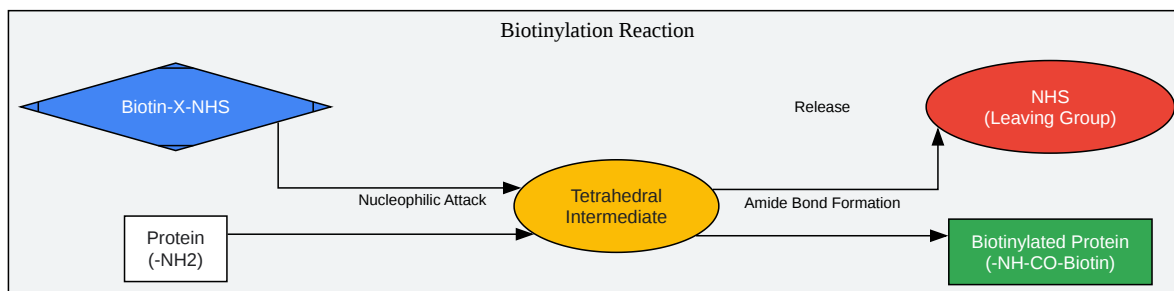 Biotinylation Reaction
Biotin-X-NHS
Release
NHS
(Leaving Group)
Nucleophilic Attack
Tetrahedral
Intermediate
Amide Bond Formation
Protein
(-NH2)
Biotinylated Protein
(-NH-CO-Biotin)